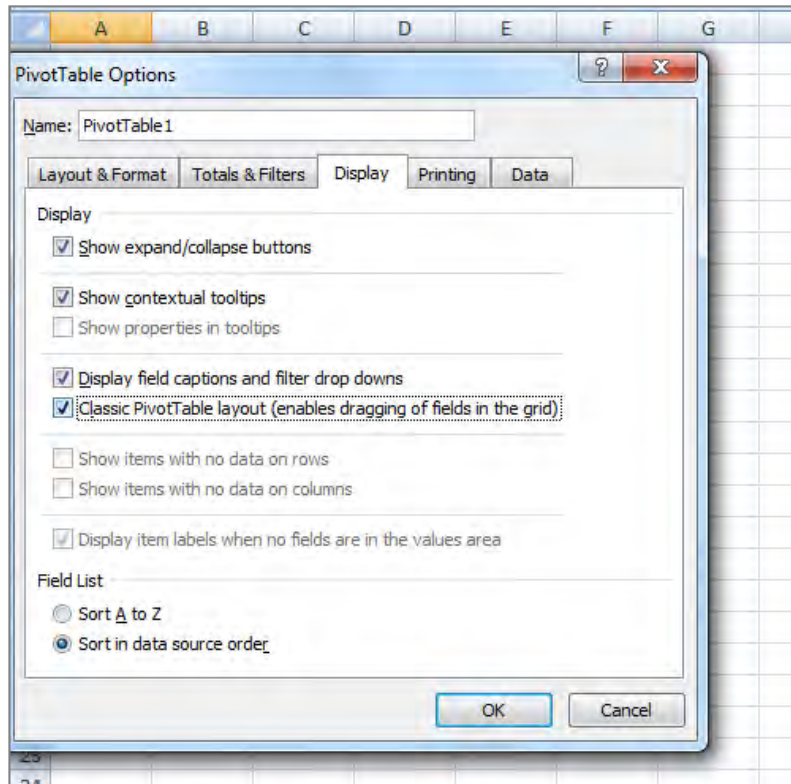 A B C D E F G
PivotTable Options
Name: PivotTable1
Layout & Format Totals & Filters Display Printing Data
Display
Show expand/collapse buttons
Show contextual tooltips
Show properties in tooltips
Display field captions and filter drop downs
Classic PivotTable layout (enables dragging of fields in the grid)
Show items with no data on rows
Show items with no data on columns
Display item labels when no fields are in the values area
Field List
Sort A to Z
Sort in data source order
OK Cancel